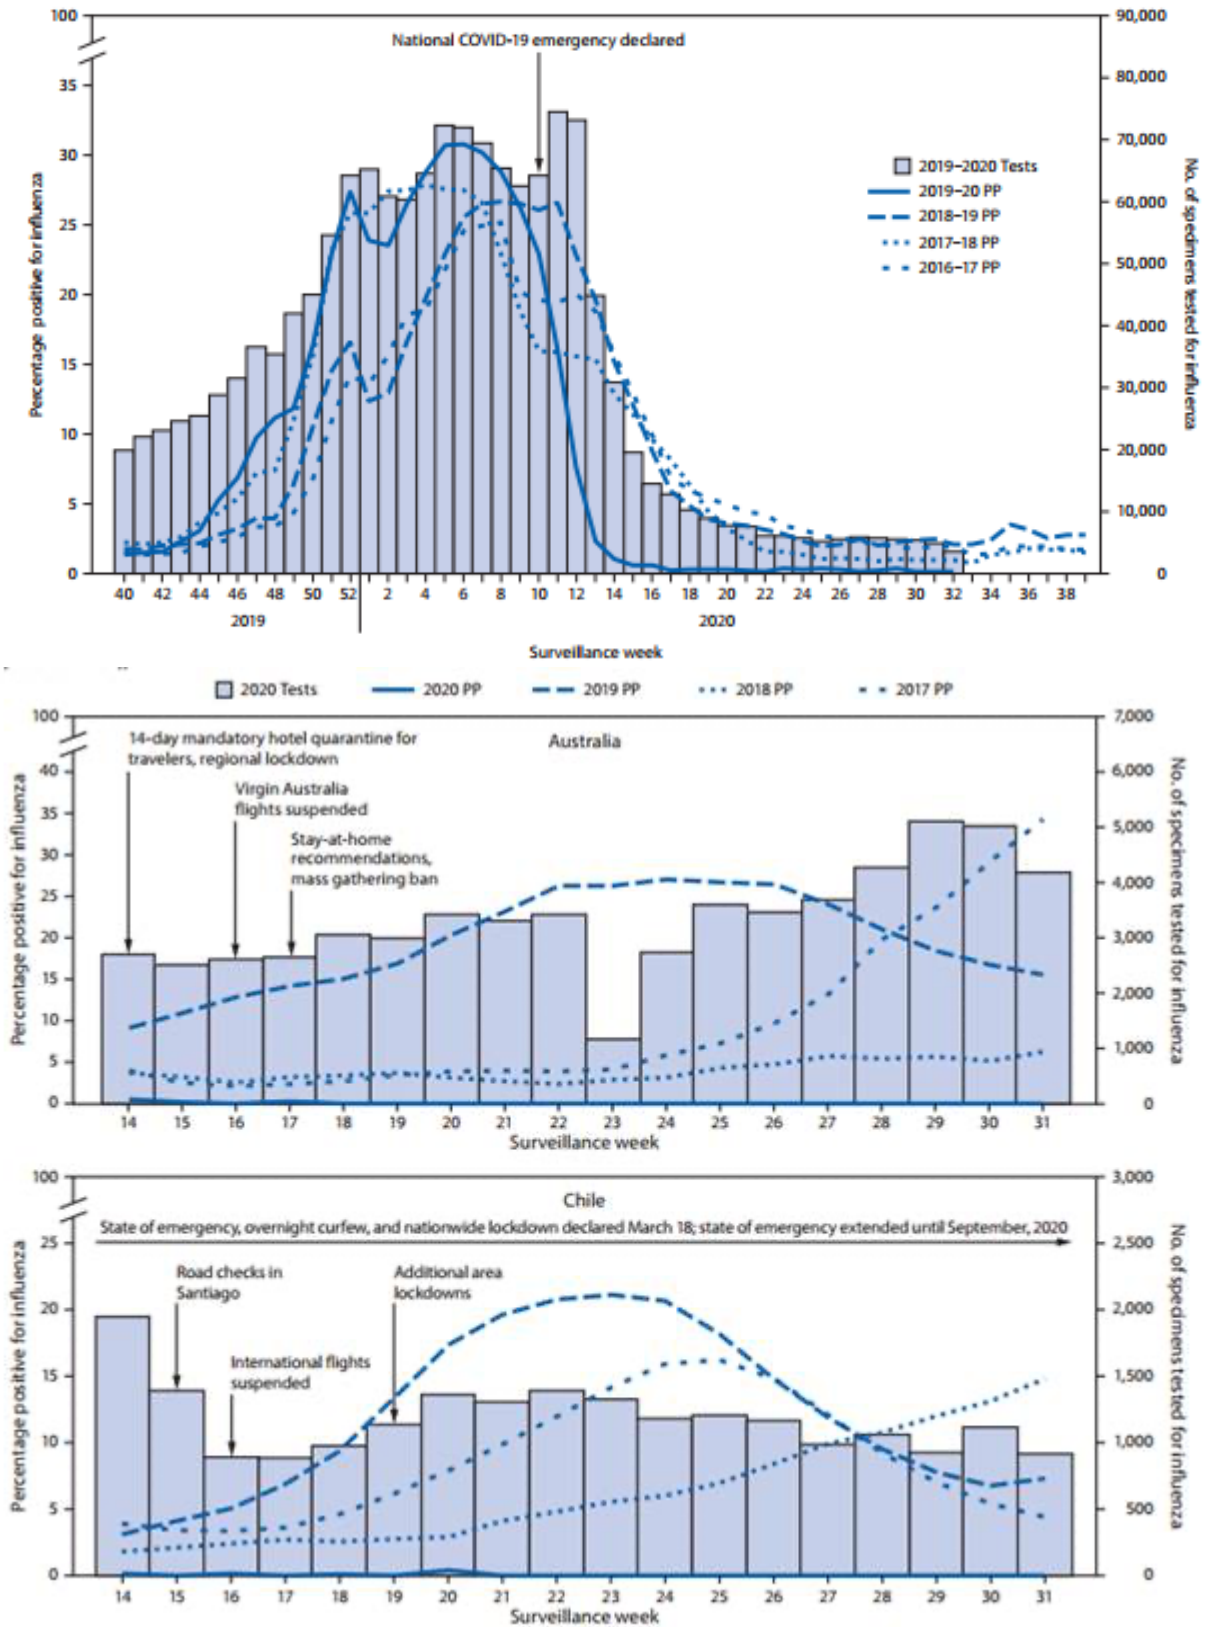 National COVID-19 emergency declared
Percentage positive for influenza
100
35
30
25
20
15
10
5
0
90,000
80,000
70,000
60,000
50,000
40,000
30,000
20,000
10,000
0
No. of specimens tested for influenza
2019–2020 Tests
2019–20 PP
2018–19 PP
2017–18 PP
2016–17 PP
40 42 44 46 48 50 52 2 4 6 8 10 12 14 16 18 20 22 24 26 28 30 32 34 36 38
2019 2020
Surveillance week
2020 Tests 2020 PP 2019 PP 2018 PP 2017 PP
Australia
14-day mandatory hotel quarantine for
travelers, regional lockdown
Virgin Australia
flights suspended
Stay-at-home
recommendations,
mass gathering ban
Percentage positive for influenza
100
40
35
30
25
20
15
10
5
0
7,000
6,000
5,000
4,000
3,000
2,000
1,000
0
No. of specimens tested for influenza
14 15 16 17 18 19 20 21 22 23 24 25 26 27 28 29 30 31
Surveillance week
Chile
State of emergency, overnight curfew, and nationwide lockdown declared March 18; state of emergency extended until September, 2020
Road checks in
Santiago
International flights
suspended
Additional area
lockdowns
Percentage positive for influenza
100
25
20
15
10
5
0
3,000
2,500
2,000
1,500
1,000
500
0
No. of specimens tested for influenza
14 15 16 17 18 19 20 21 22 23 24 25 26 27 28 29 30 31
Surveillance week